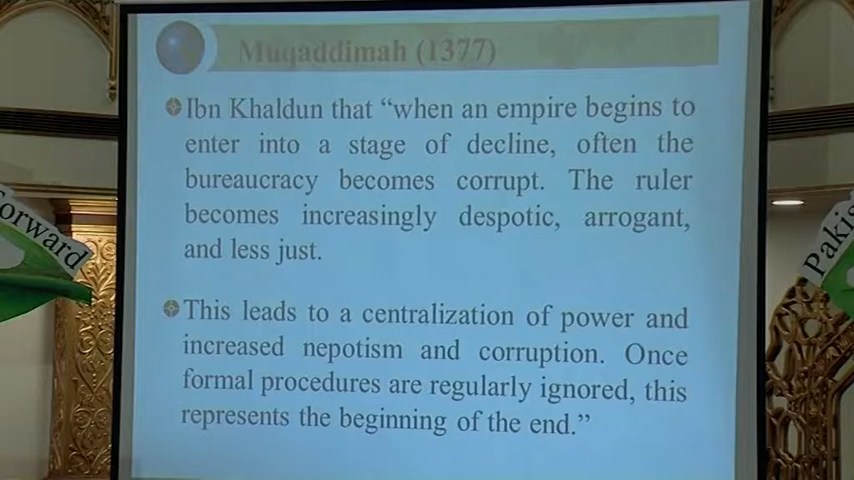 Muqaddimah (1377)
Ibn Khaldun that “when an empire begins to
enter into a stage of decline, often the
bureaucracy becomes corrupt. The ruler
becomes increasingly despotic, arrogant,
and less just.
This leads to a centralization of power and
increased nepotism and corruption. Once
formal procedures are regularly ignored, this
represents the beginning of the end.”
forward